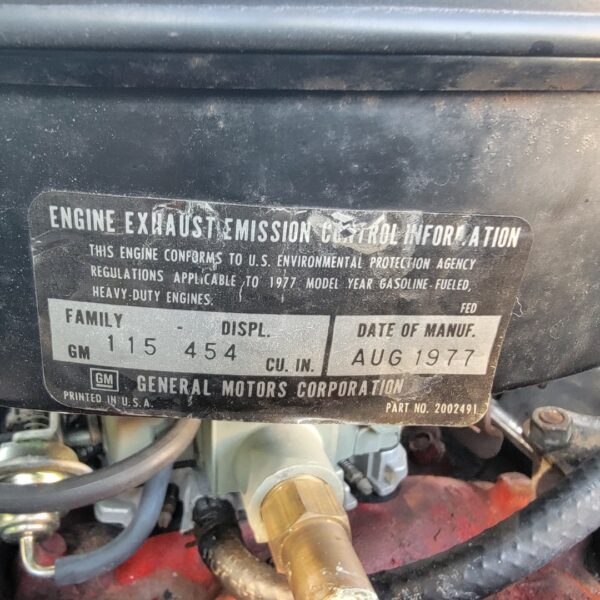 ENGINE EXHAUST EMISSION CONTROL INFORMATION
THIS ENGINE CONFORMS TO U.S. ENVIRONMENTAL PROTECTION AGENCY
REGULATIONS APPLICABLE TO 1977 MODEL YEAR GASOLINE-FUELED,
HEAVY-DUTY ENGINES.
FED
FAMILY - DISPL.
GM 115 454 CU. IN.
DATE OF MANUF.
AUG 1977
GM GENERAL MOTORS CORPORATION
PRINTED IN U.S.A.
PART NO. 2002491